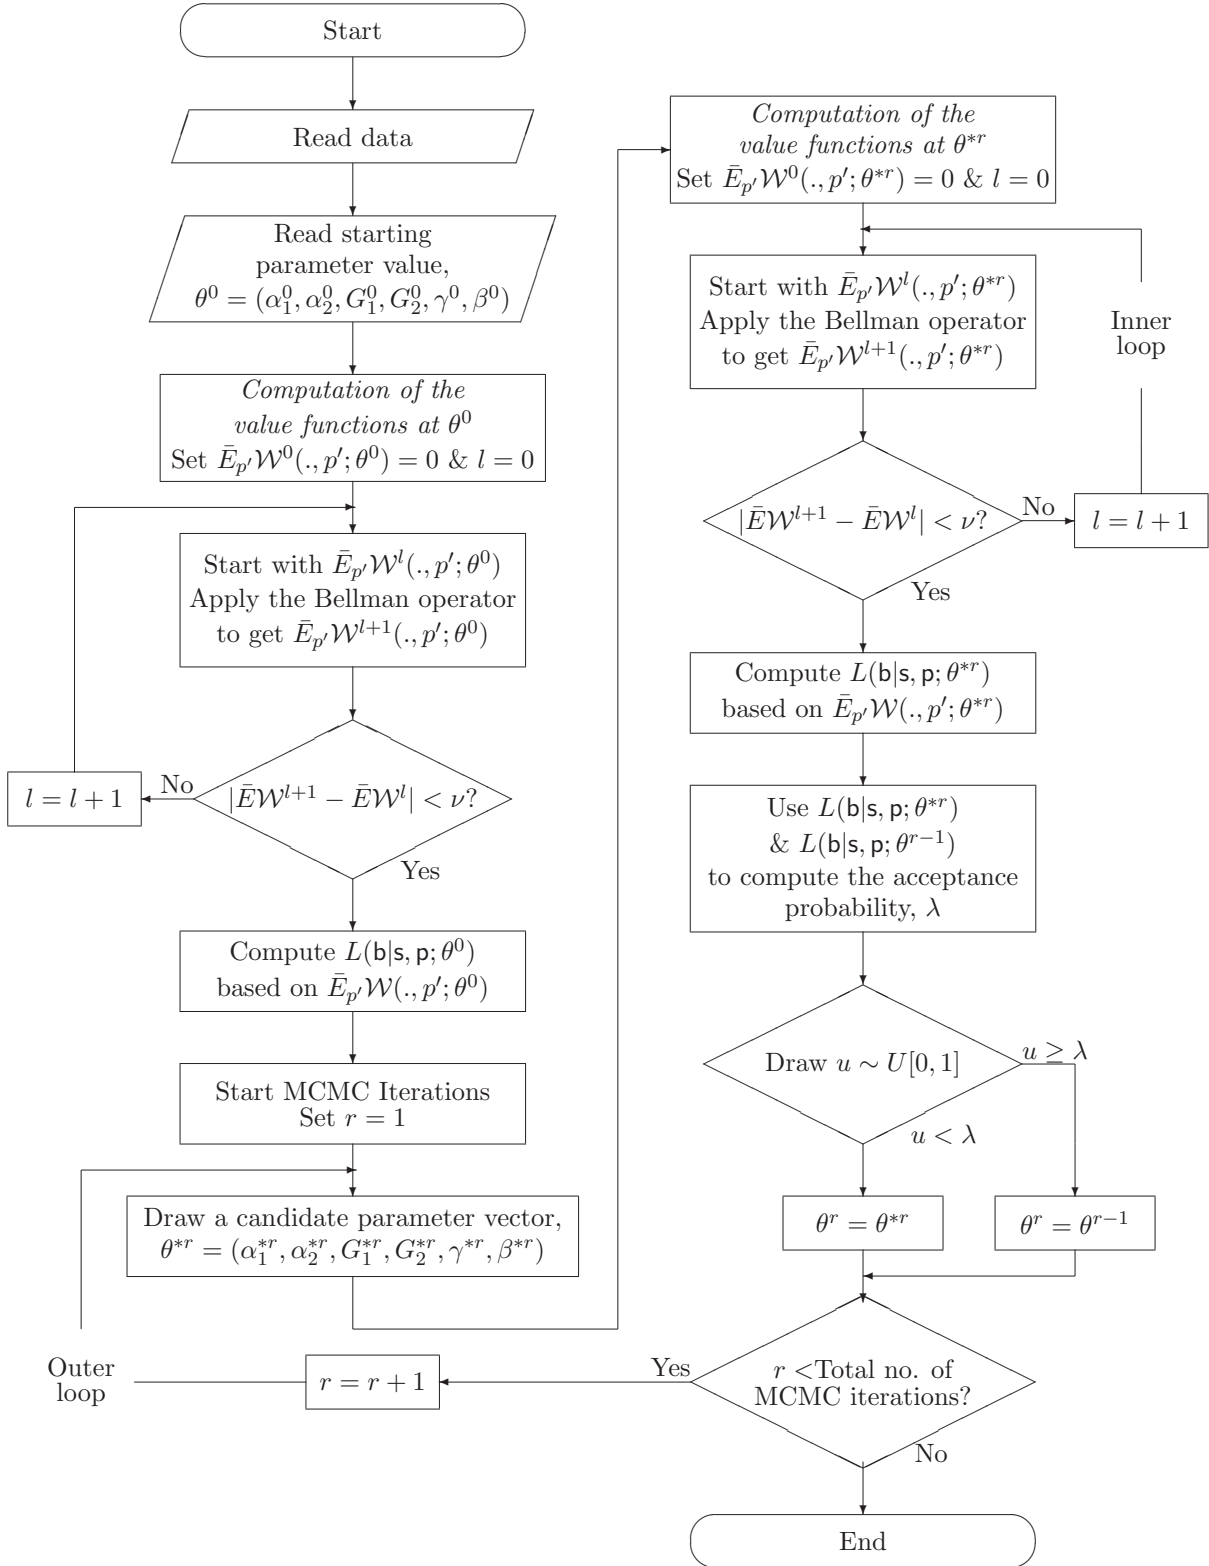 Start
Read data
Read starting
parameter value,
θ⁰ = (α₁⁰, α₂⁰, G₁⁰, G₂⁰, γ⁰, β⁰)
Computation of the
value functions at θ⁰
Set Ē_{p′}𝒲⁰(., p′; θ⁰) = 0 & l = 0
Start with Ē_{p′}𝒲^l(., p′; θ⁰)
Apply the Bellman operator
to get Ē_{p′}𝒲^{l+1}(., p′; θ⁰)
|Ē𝒲^{l+1} − Ē𝒲^l| < ν?
No
l = l + 1
Yes
Compute L(b|s, p; θ⁰)
based on Ē_{p′}𝒲(., p′; θ⁰)
Start MCMC Iterations
Set r = 1
Draw a candidate parameter vector,
θ^{*r} = (α₁^{*r}, α₂^{*r}, G₁^{*r}, G₂^{*r}, γ^{*r}, β^{*r})
Computation of the
value functions at θ^{*r}
Set Ē_{p′}𝒲⁰(., p′; θ^{*r}) = 0 & l = 0
Start with Ē_{p′}𝒲^l(., p′; θ^{*r})
Apply the Bellman operator
to get Ē_{p′}𝒲^{l+1}(., p′; θ^{*r})
Inner
loop
|Ē𝒲^{l+1} − Ē𝒲^l| < ν?
No
l = l + 1
Yes
Compute L(b|s, p; θ^{*r})
based on Ē_{p′}𝒲(., p′; θ^{*r})
Use L(b|s, p; θ^{*r})
& L(b|s, p; θ^{r−1})
to compute the acceptance
probability, λ
Draw u ∼ U[0, 1]
u ≥ λ
u < λ
θ^r = θ^{*r}
θ^r = θ^{r−1}
r <Total no. of
MCMC iterations?
Yes
r = r + 1
Outer
loop
No
End